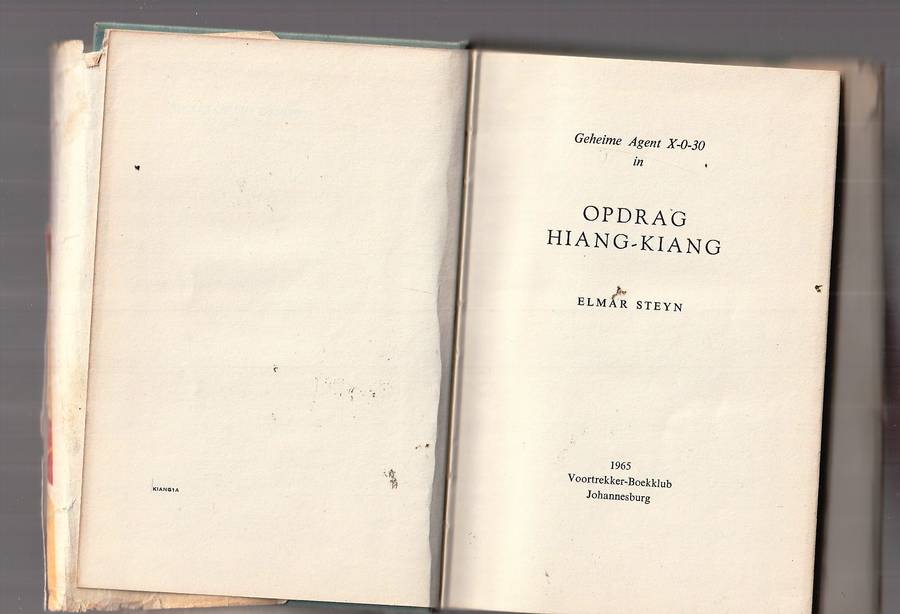 KIANG1A
Geheime Agent X-0-30
in
OPDRAG
HIANG-KIANG
ELMAR STEYN
1965
Voortrekker-Boekklub
Johannesburg